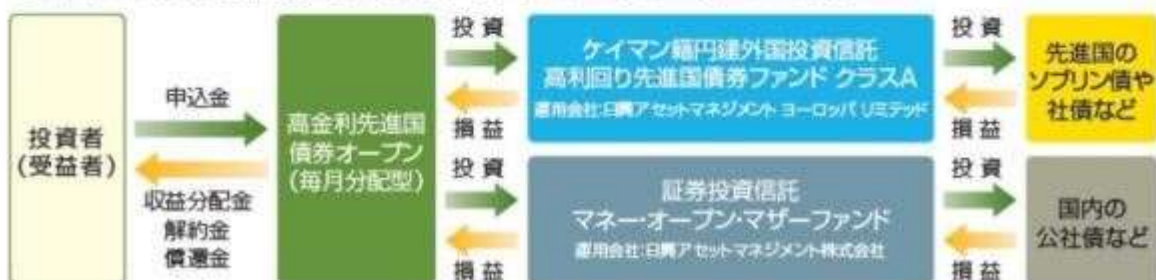 投資者
(受益者)
申込金
収益分配金
解約金
償還金
高金利先進国
債券オープン
(毎月分配型)
投資
損益
ケイマン籍円建外国投資信託
高利回り先進国債券ファンド クラスA
運用会社:日興アセットマネジメント ヨーロッパ リミテッド
投資
損益
先進国の
ソブリン債や
社債など
投資
損益
証券投資信託
マネー・オープン・マザーファンド
運用会社:日興アセットマネジメント株式会社
投資
損益
国内の
公社債など